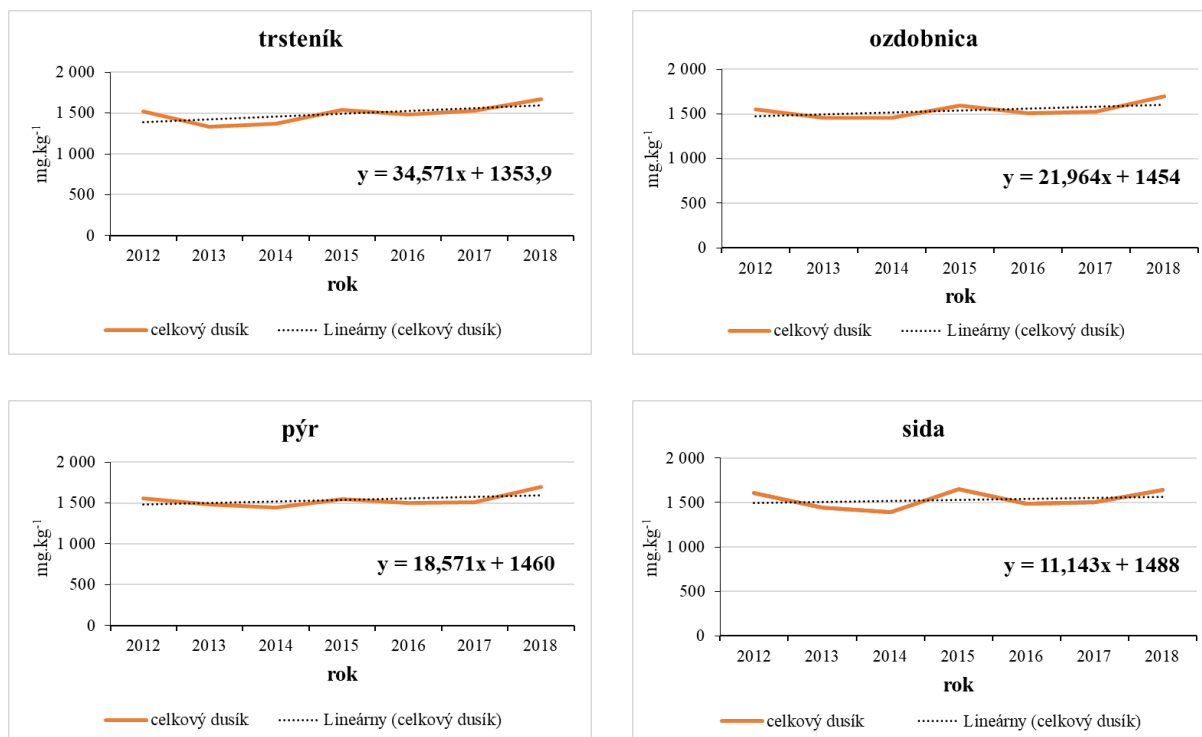 trsteník
2 000
1 500
1 000
500
0
mg.kg-1
y = 34,571x + 1353,9
2012 2013 2014 2015 2016 2017 2018
rok
celkový dusík Lineárny (celkový dusík)
ozdobnica
2 000
1 500
1 000
500
0
mg.kg-1
y = 21,964x + 1454
2012 2013 2014 2015 2016 2017 2018
rok
celkový dusík Lineárny (celkový dusík)
pýr
2 000
1 500
1 000
500
0
mg.kg-1
y = 18,571x + 1460
2012 2013 2014 2015 2016 2017 2018
rok
celkový dusík Lineárny (celkový dusík)
sida
2 000
1 500
1 000
500
0
mg.kg-1
y = 11,143x + 1488
2012 2013 2014 2015 2016 2017 2018
rok
celkový dusík Lineárny (celkový dusík)